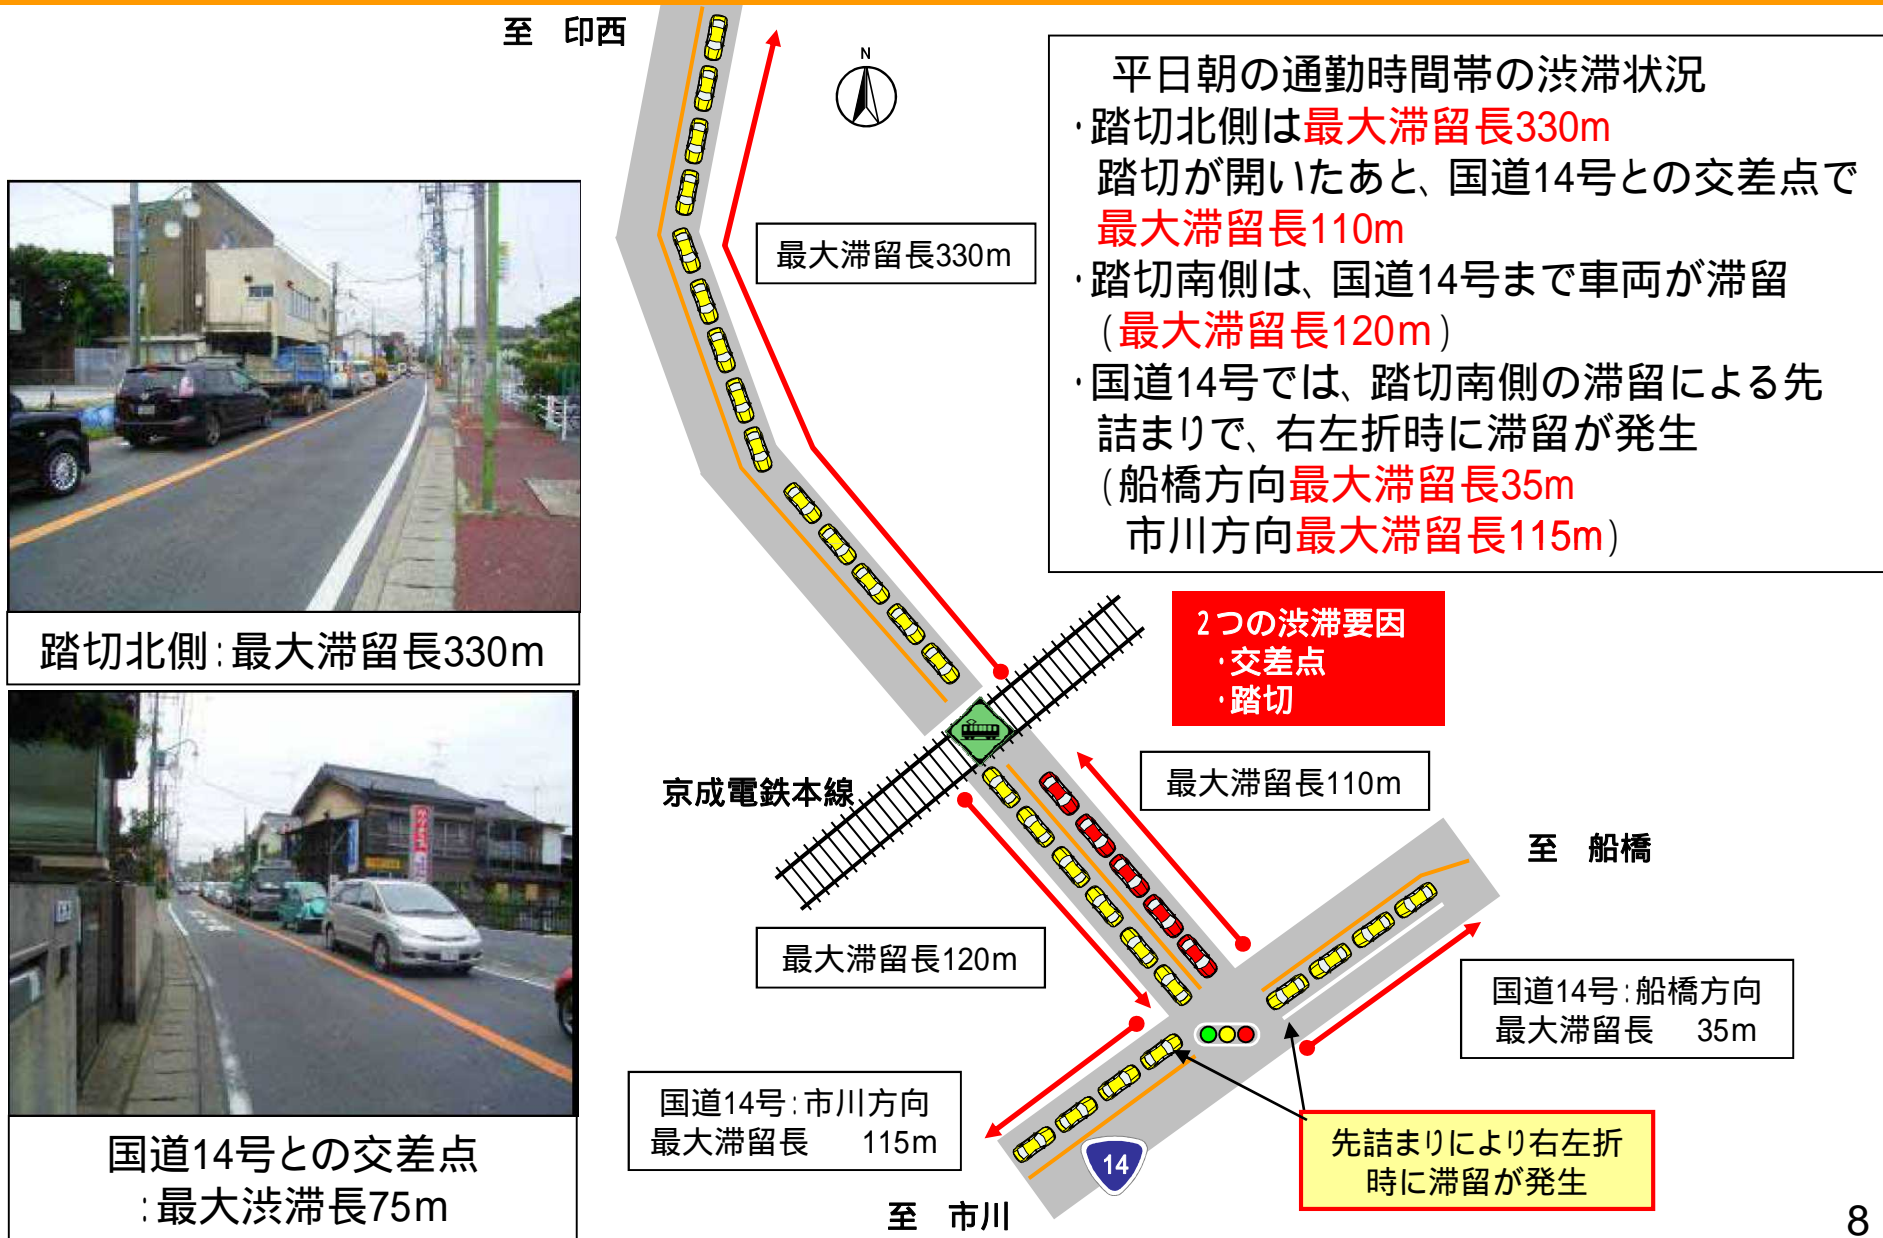 至 印西
N
平日朝の通勤時間帯の渋滞状況
・踏切北側は最大滞留長330m
踏切が開いたあと、国道14号との交差点で
最大滞留長110m
・踏切南側は、国道14号まで車両が滞留
(最大滞留長120m)
・国道14号では、踏切南側の滞留による先
詰まりで、右左折時に滞留が発生
(船橋方向最大滞留長35m
市川方向最大滞留長115m)
最大滞留長330m
踏切北側:最大滞留長330m
2つの渋滞要因
・交差点
・踏切
京成電鉄本線
最大滞留長110m
至 船橋
最大滞留長120m
国道14号:船橋方向
最大滞留長 35m
国道14号:市川方向
最大滞留長 115m
14
先詰まりにより右左折
時に滞留が発生
国道14号との交差点
:最大渋滞長75m
至 市川
8